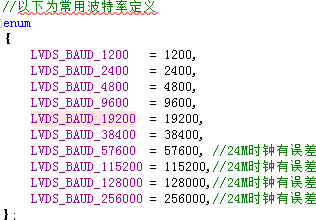 //以下为常用波特率定义
enum
{
LVDS_BAUD_1200 = 1200,
LVDS_BAUD_2400 = 2400,
LVDS_BAUD_4800 = 4800,
LVDS_BAUD_9600 = 9600,
LVDS_BAUD_19200 = 19200,
LVDS_BAUD_38400 = 38400,
LVDS_BAUD_57600 = 57600, //24M时钟有误差
LVDS_BAUD_115200 = 115200,//24M时钟有误差
LVDS_BAUD_128000 = 128000,//24M时钟有误差
LVDS_BAUD_256000 = 256000,//24M时钟有误差
};